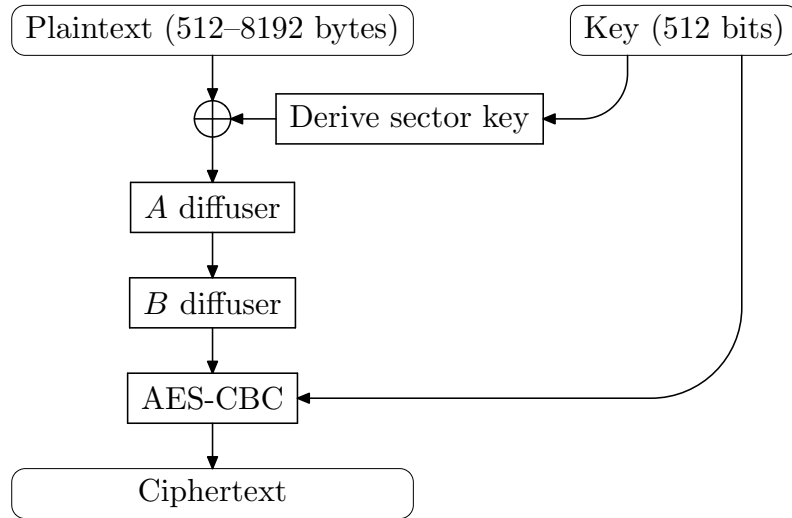 Plaintext (512–8192 bytes)
Key (512 bits)
Derive sector key
A diffuser
B diffuser
AES-CBC
Ciphertext